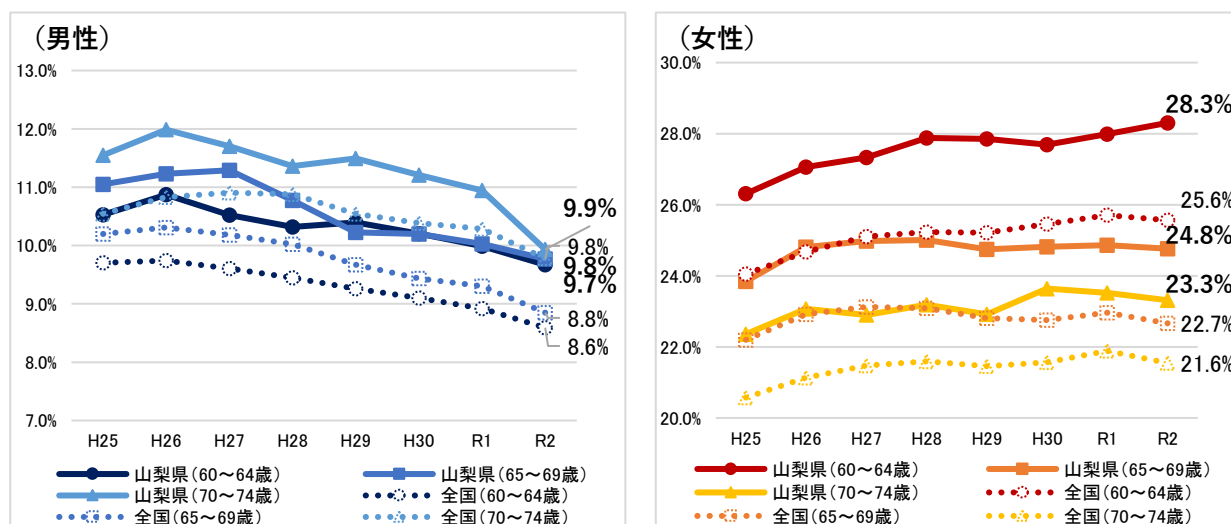 （男性）
13.0%
12.0%
11.0%
10.0%
9.0%
8.0%
7.0%
9.9%
9.8%
9.8%
9.7%
8.8%
8.6%
H25 H26 H27 H28 H29 H30 R1 R2
山梨県（60～64歳） 山梨県（65～69歳）
山梨県（70～74歳） 全国（60～64歳）
全国（65～69歳） 全国（70～74歳）
（女性）
30.0%
28.0%
26.0%
24.0%
22.0%
20.0%
28.3%
25.6%
24.8%
23.3%
22.7%
21.6%
H25 H26 H27 H28 H29 H30 R1 R2
山梨県（60～64歳） 山梨県（65～69歳）
山梨県（70～74歳） 全国（60～64歳）
全国（65～69歳） 全国（70～74歳）